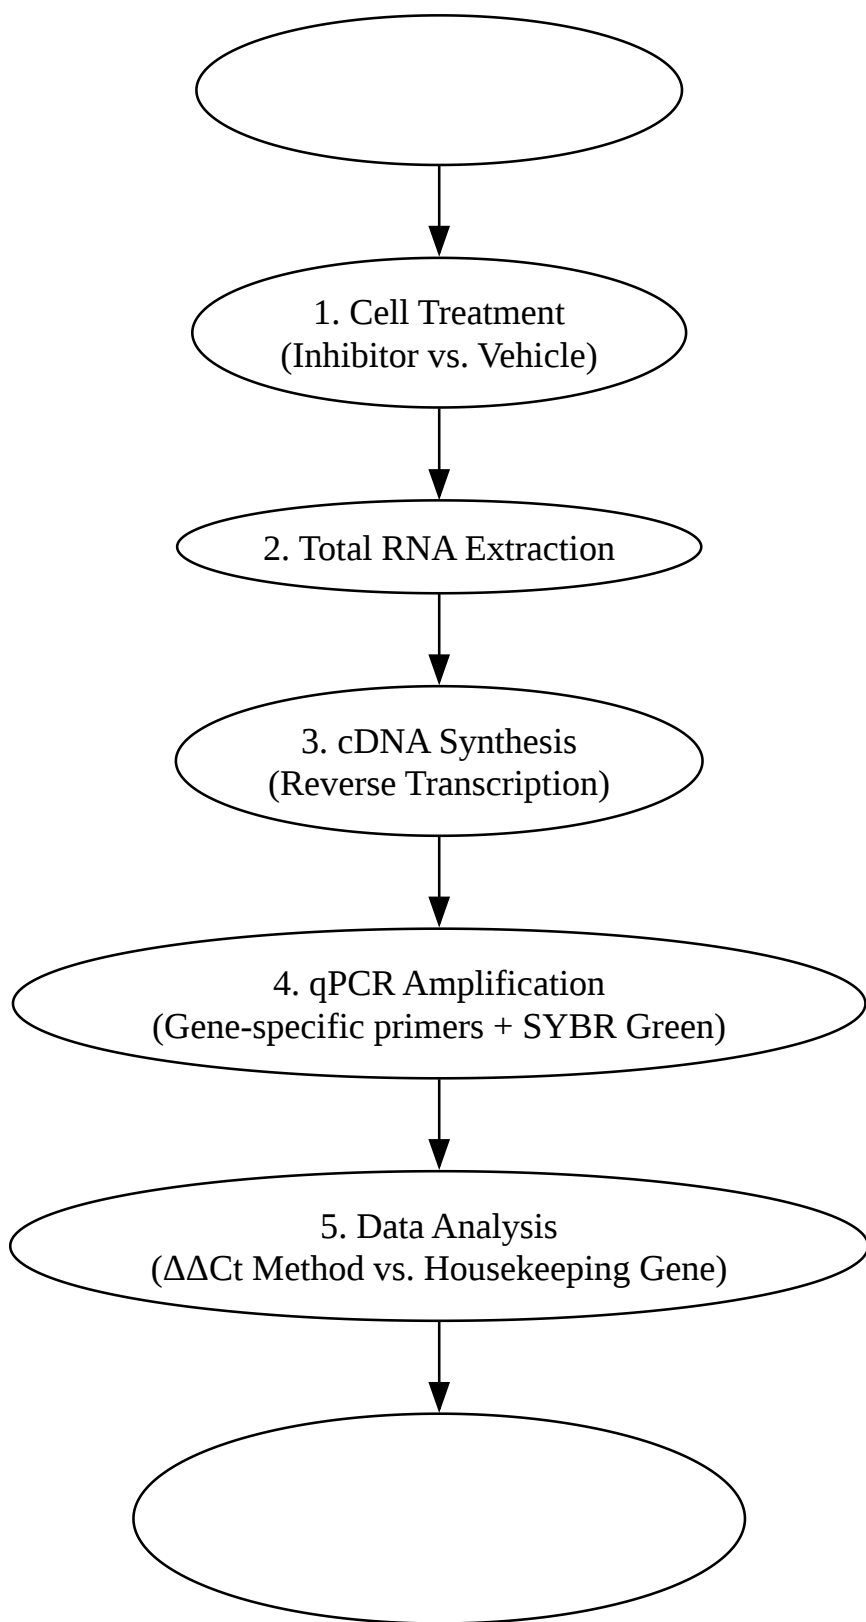 1. Cell Treatment
(Inhibitor vs. Vehicle)
2. Total RNA Extraction
3. cDNA Synthesis
(Reverse Transcription)
4. qPCR Amplification
(Gene-specific primers + SYBR Green)
5. Data Analysis
(ΔΔCt Method vs. Housekeeping Gene)